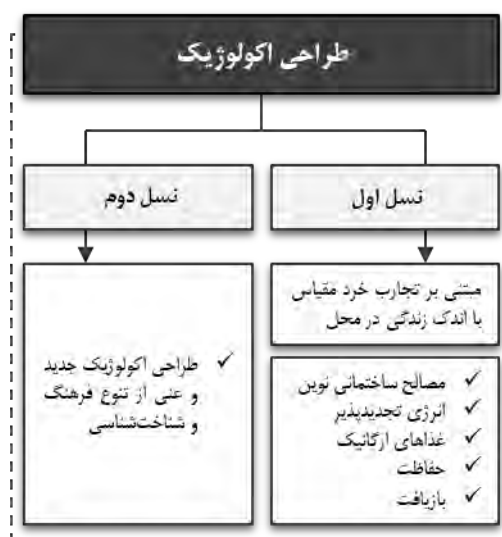 طراحی اکولوژیک
نسل اول
نسل دوم
مبتنی بر تجارب خرد مقیاس
با اندک زندگی در محل
✓ مصالح ساختمانی نوین
✓ انرژی تجدیدپذیر
✓ غذاهای ارگانیک
✓ حفاظت
✓ بازیافت
✓ طراحی اکولوژیک جدید
و عنی از تنوع فرهنگ
و شناخت‌شناسی